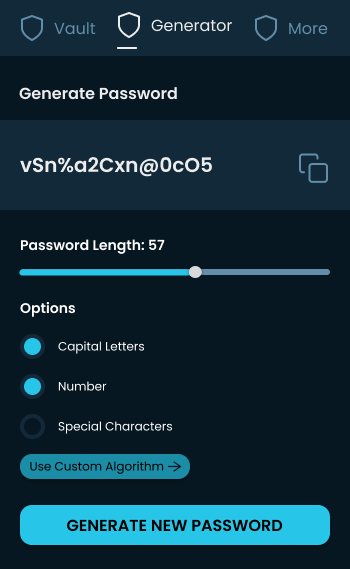 Vault Generator More
Generate Password
vSn%a2Cxn@0cO5
Password Length: 57
Options
Capital Letters
Number
Special Characters
Use Custom Algorithm →
GENERATE NEW PASSWORD